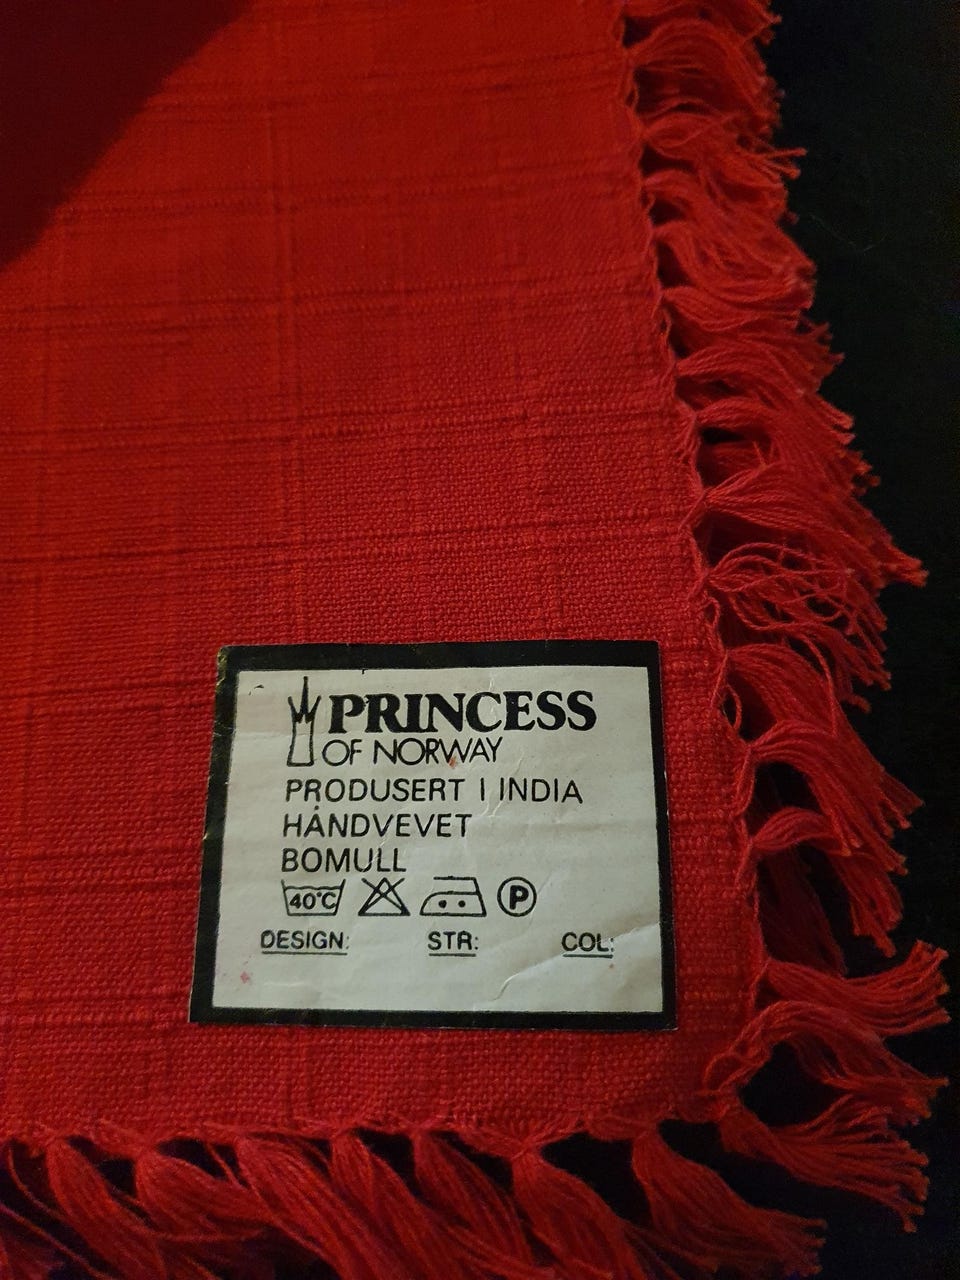 PRINCESS
OF NORWAY
PRODUSERT I INDIA
HÅNDVEVET
BOMULL
40°C P
DESIGN: STR: COL: